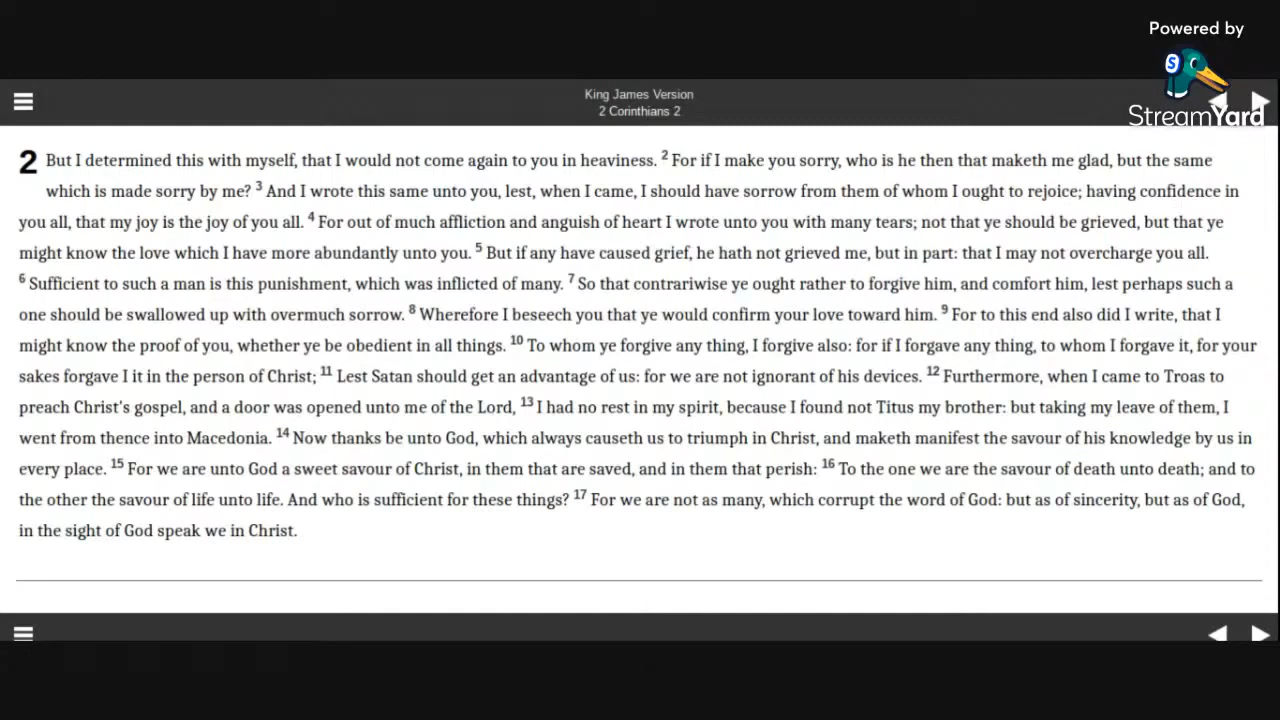 Powered by
StreamYard
King James Version
2 Corinthians 2
2 But I determined this with myself, that I would not come again to you in heaviness. 2 For if I make you sorry, who is he then that maketh me glad, but the same
which is made sorry by me? 3 And I wrote this same unto you, lest, when I came, I should have sorrow from them of whom I ought to rejoice; having confidence in
you all, that my joy is the joy of you all. 4 For out of much affliction and anguish of heart I wrote unto you with many tears; not that ye should be grieved, but that ye
might know the love which I have more abundantly unto you. 5 But if any have caused grief, he hath not grieved me, but in part: that I may not overcharge you all.
6 Sufficient to such a man is this punishment, which was inflicted of many. 7 So that contrariwise ye ought rather to forgive him, and comfort him, lest perhaps such a
one should be swallowed up with overmuch sorrow. 8 Wherefore I beseech you that ye would confirm your love toward him. 9 For to this end also did I write, that I
might know the proof of you, whether ye be obedient in all things. 10 To whom ye forgive any thing, I forgive also: for if I forgave any thing, to whom I forgave it, for your
sakes forgave I it in the person of Christ; 11 Lest Satan should get an advantage of us: for we are not ignorant of his devices. 12 Furthermore, when I came to Troas to
preach Christ's gospel, and a door was opened unto me of the Lord, 13 I had no rest in my spirit, because I found not Titus my brother: but taking my leave of them, I
went from thence into Macedonia. 14 Now thanks be unto God, which always causeth us to triumph in Christ, and maketh manifest the savour of his knowledge by us in
every place. 15 For we are unto God a sweet savour of Christ, in them that are saved, and in them that perish: 16 To the one we are the savour of death unto death; and to
the other the savour of life unto life. And who is sufficient for these things? 17 For we are not as many, which corrupt the word of God: but as of sincerity, but as of God,
in the sight of God speak we in Christ.